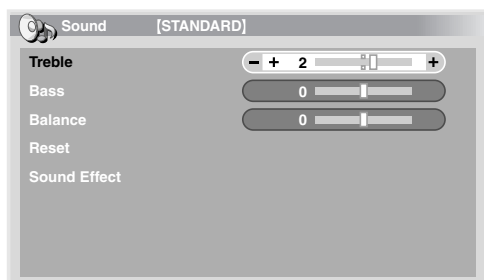 Sound [STANDARD]
Treble − + 2 +
Bass 0
Balance 0
Reset
Sound Effect